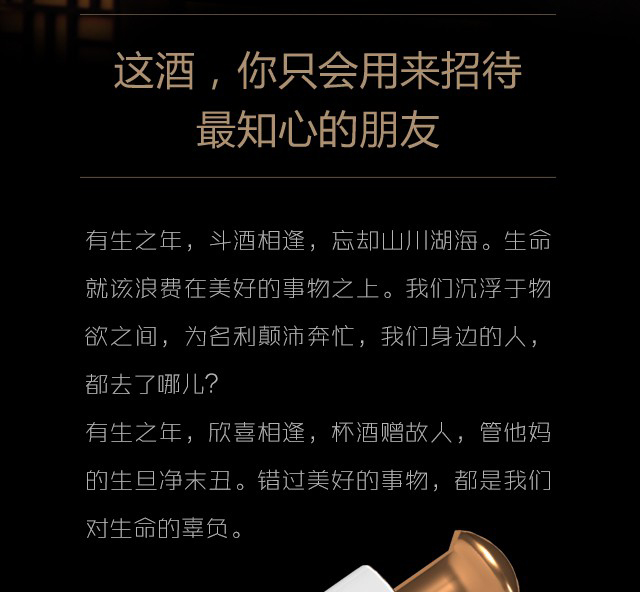 这酒，你只会用来招待
最知心的朋友
有生之年，斗酒相逢，忘却山川湖海。生命
就该浪费在美好的事物之上。我们沉浮于物
欲之间，为名利颠沛奔忙，我们身边的人，
都去了哪儿？
有生之年，欣喜相逢，杯酒赠故人，管他妈
的生旦净末丑。错过美好的事物，都是我们
对生命的辜负。